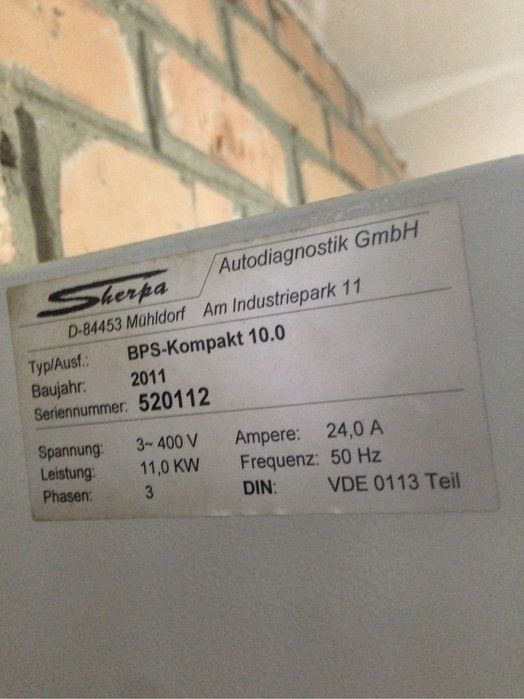 Sherpa Autodiagnostik GmbH
D-84453 Mühldorf Am Industriepark 11
Typ/Ausf.: BPS-Kompakt 10.0
Baujahr: 2011
Seriennummer: 520112
Spannung: 3~ 400 V Ampere: 24,0 A
Leistung: 11,0 KW Frequenz: 50 Hz
Phasen: 3 DIN: VDE 0113 Teil